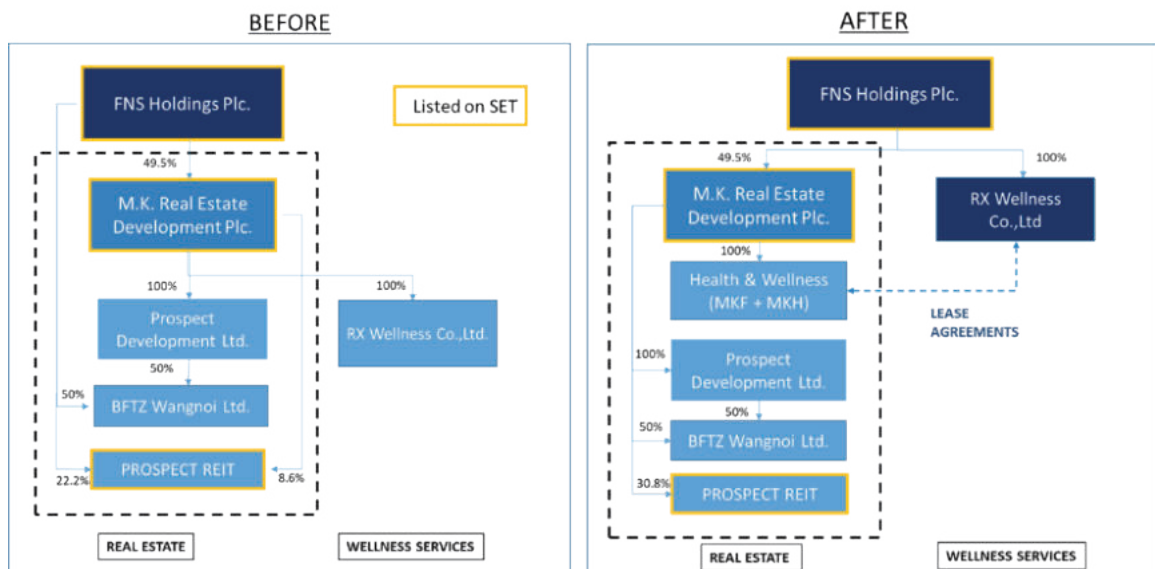 BEFORE
FNS Holdings Plc.
Listed on SET
49.5%
M.K. Real Estate
Development Plc.
100%
100%
Prospect
Development Ltd.
RX Wellness Co.,Ltd.
50%
50%
BFTZ Wangnoi Ltd.
PROSPECT REIT
22.2%
8.6%
REAL ESTATE
WELLNESS SERVICES
AFTER
FNS Holdings Plc.
49.5%
100%
M.K. Real Estate
Development Plc.
RX Wellness
Co.,Ltd
100%
Health & Wellness
(MKF + MKH)
LEASE
AGREEMENTS
100%
Prospect
Development Ltd.
50%
50%
BFTZ Wangnoi Ltd.
30.8%
PROSPECT REIT
REAL ESTATE
WELLNESS SERVICES